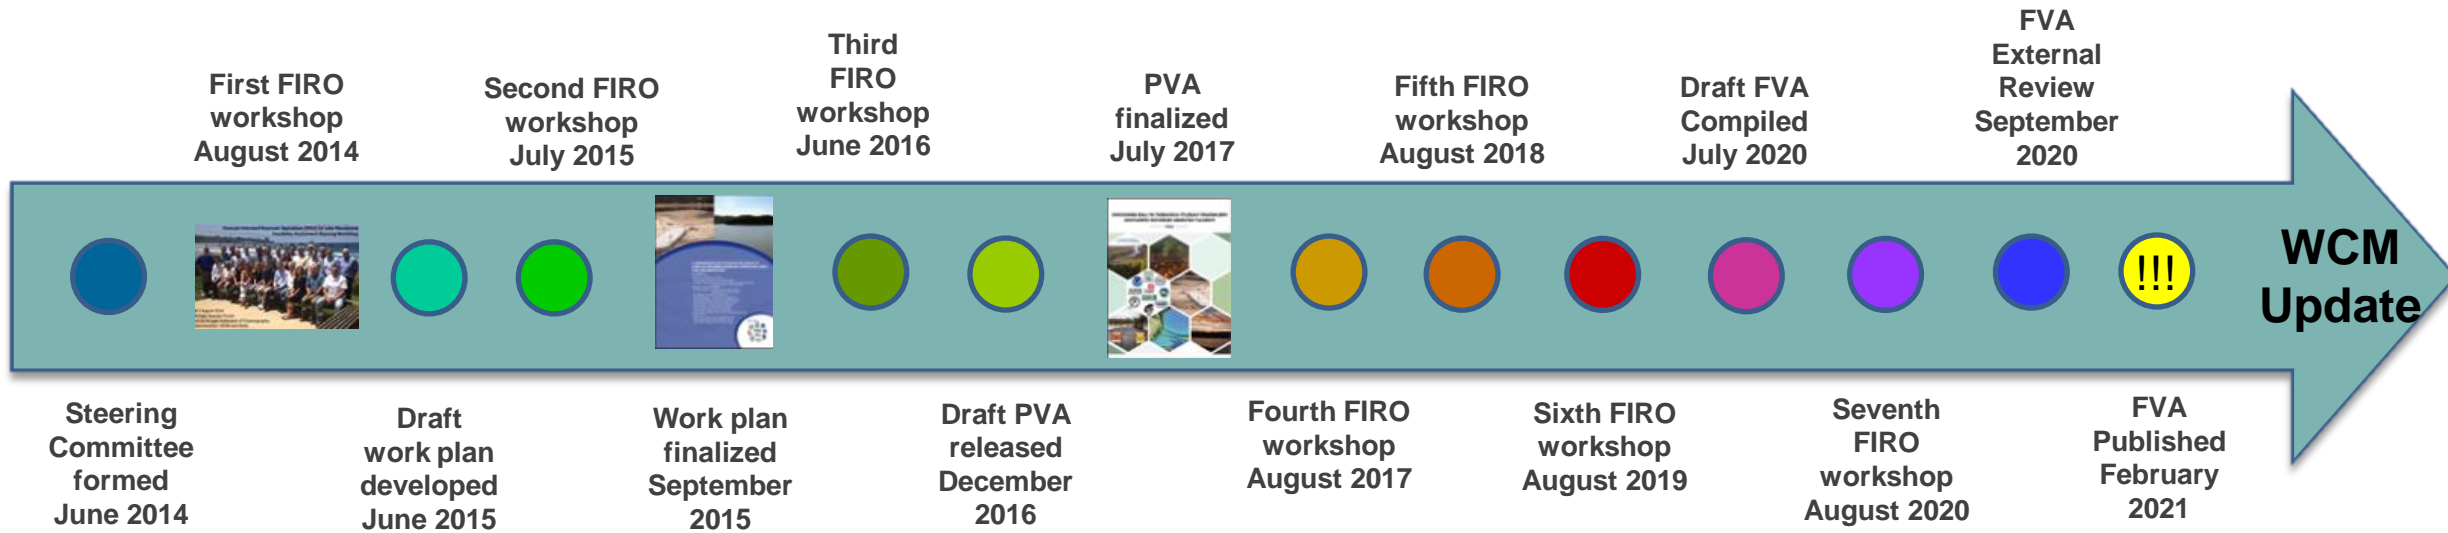 First FIRO
workshop
August 2014
Second FIRO
workshop
July 2015
Third
FIRO
workshop
June 2016
PVA
finalized
July 2017
Fifth FIRO
workshop
August 2018
Draft FVA
Compiled
July 2020
FVA
External
Review
September
2020
!!!
WCM
Update
Steering
Committee
formed
June 2014
Draft
work plan
developed
June 2015
Work plan
finalized
September
2015
Draft PVA
released
December
2016
Fourth FIRO
workshop
August 2017
Sixth FIRO
workshop
August 2019
Seventh
FIRO
workshop
August 2020
FVA
Published
February
2021